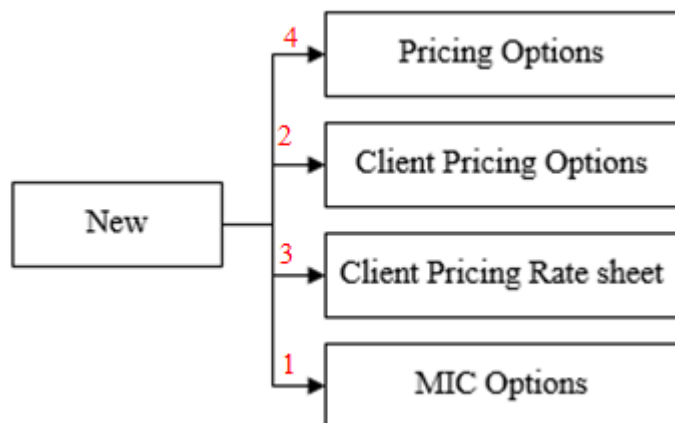 4
Pricing Options
2
Client Pricing Options
New
3
Client Pricing Rate sheet
1
MIC Options